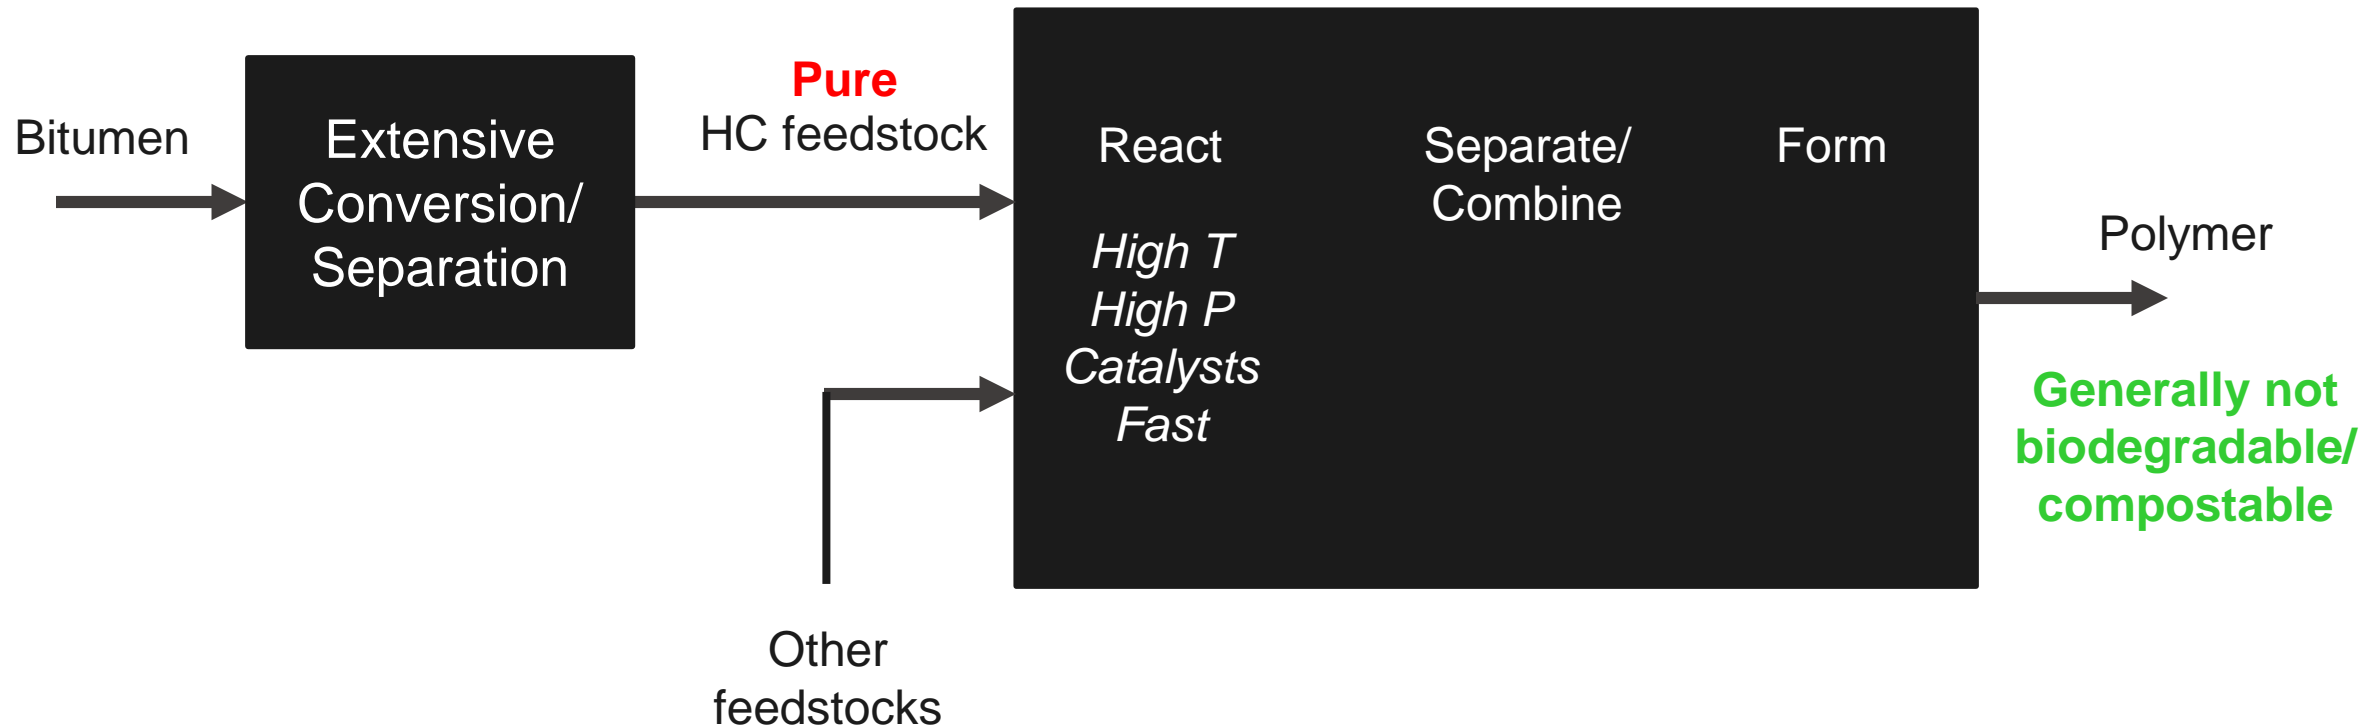 Bitumen
Extensive
Conversion/
Separation
Pure
HC feedstock
Other
feedstocks
React
High T
High P
Catalysts
Fast
Separate/
Combine
Form
Polymer
Generally not
biodegradable/
compostable